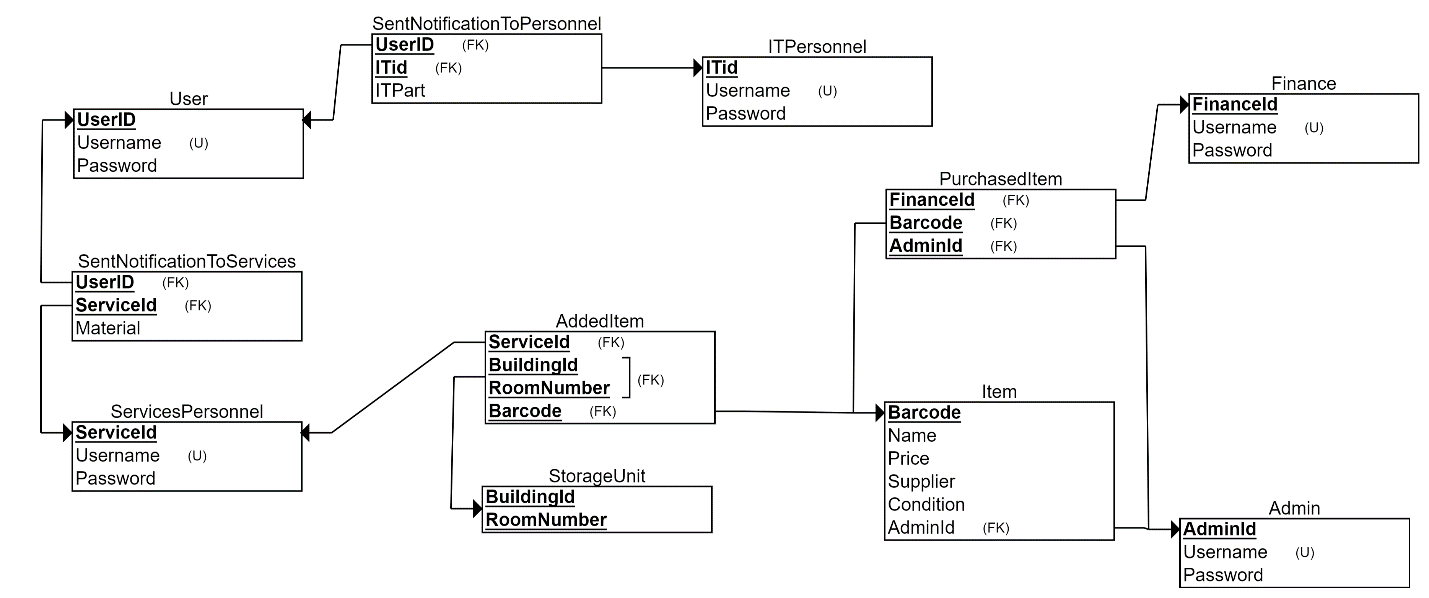 SentNotificationToPersonnel
UserID (FK)
ITid (FK)
ITPart
ITPersonnel
ITid
Username (U)
Password
Finance
FinanceId
Username (U)
Password
User
UserID
Username (U)
Password
PurchasedItem
FinanceId (FK)
Barcode (FK)
AdminId (FK)
SentNotificationToServices
UserID (FK)
ServiceId (FK)
Material
AddedItem
ServiceId (FK)
BuildingId
RoomNumber
(FK)
Barcode (FK)
Item
Barcode
Name
Price
Supplier
Condition
AdminId (FK)
ServicesPersonnel
ServiceId
Username (U)
Password
StorageUnit
BuildingId
RoomNumber
Admin
AdminId
Username (U)
Password